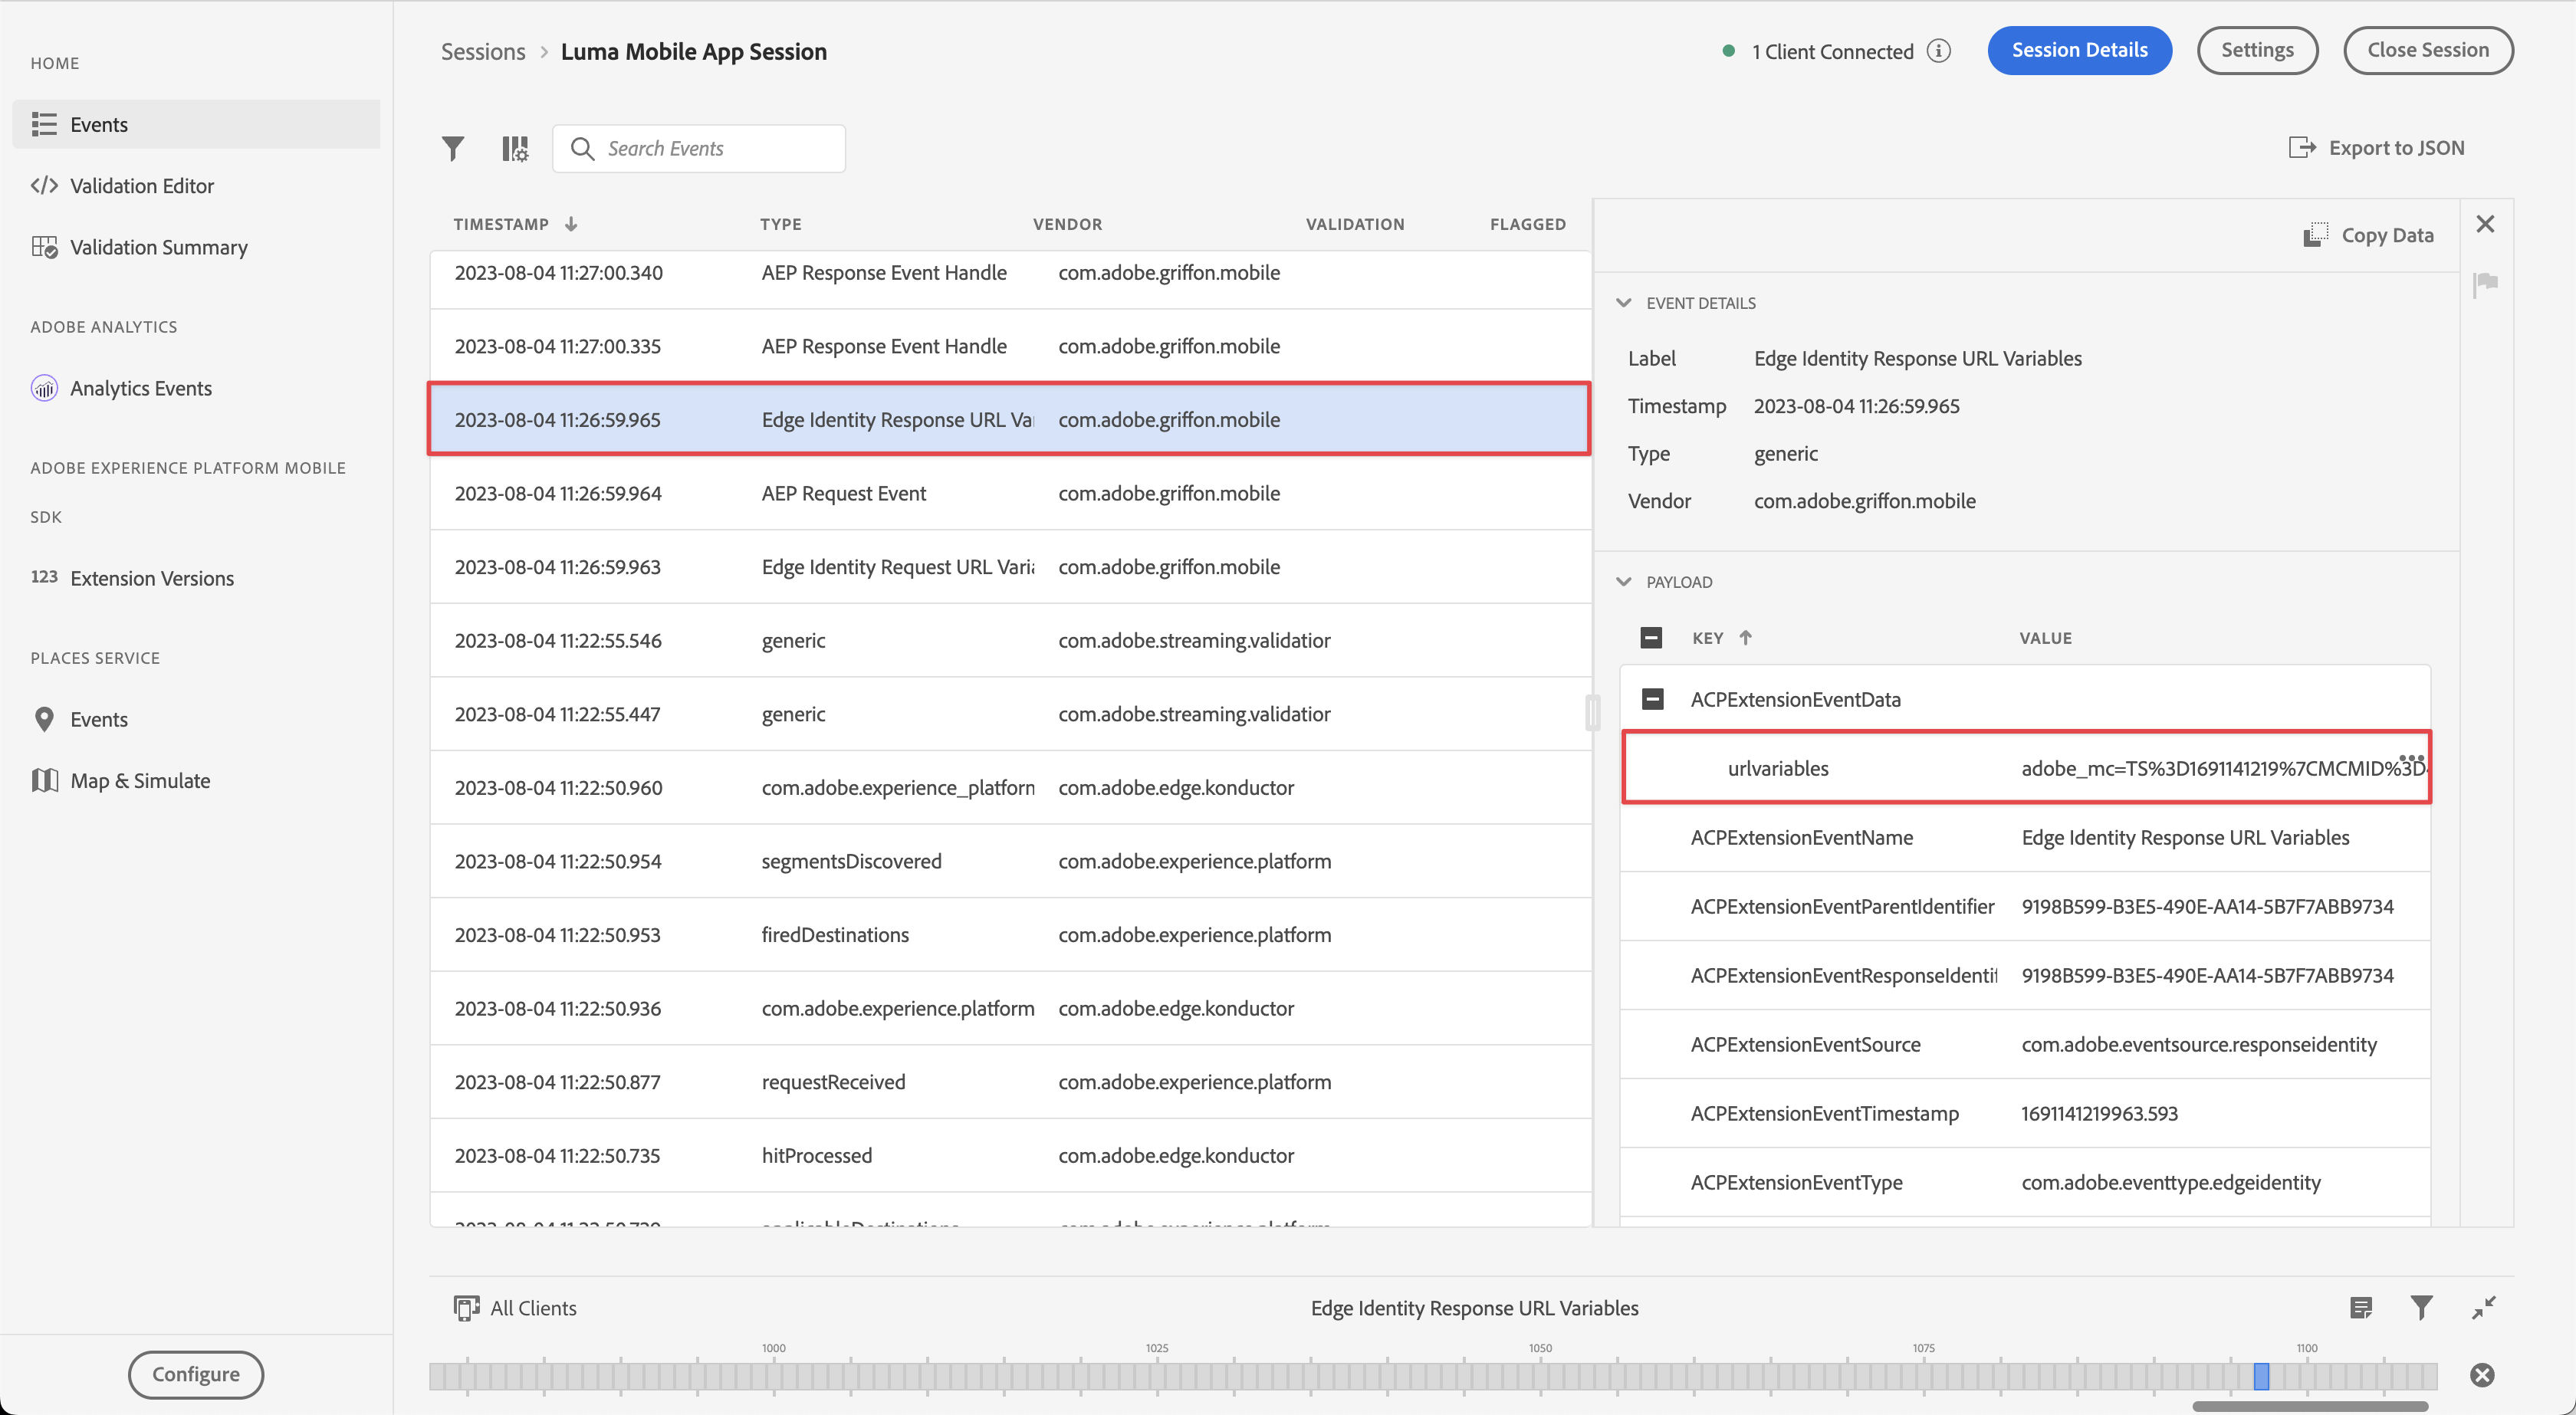 HOME
Events
Validation Editor
Validation Summary
ADOBE ANALYTICS
Analytics Events
ADOBE EXPERIENCE PLATFORM MOBILE
SDK
123 Extension Versions
PLACES SERVICE
Events
Map & Simulate
Configure
Sessions > Luma Mobile App Session
1 Client Connected
Session Details
Settings
Close Session
Search Events
Export to JSON
TIMESTAMP TYPE VENDOR VALIDATION FLAGGED
2023-08-04 11:27:00.340 AEP Response Event Handle com.adobe.griffon.mobile
2023-08-04 11:27:00.335 AEP Response Event Handle com.adobe.griffon.mobile
2023-08-04 11:26:59.965 Edge Identity Response URL Va com.adobe.griffon.mobile
2023-08-04 11:26:59.964 AEP Request Event com.adobe.griffon.mobile
2023-08-04 11:26:59.963 Edge Identity Request URL Vari com.adobe.griffon.mobile
2023-08-04 11:22:55.546 generic com.adobe.streaming.validatior
2023-08-04 11:22:55.447 generic com.adobe.streaming.validatior
2023-08-04 11:22:50.960 com.adobe.experience_platforn com.adobe.edge.konductor
2023-08-04 11:22:50.954 segmentsDiscovered com.adobe.experience.platform
2023-08-04 11:22:50.953 firedDestinations com.adobe.experience.platform
2023-08-04 11:22:50.936 com.adobe.experience.platform com.adobe.edge.konductor
2023-08-04 11:22:50.877 requestReceived com.adobe.experience.platform
2023-08-04 11:22:50.735 hitProcessed com.adobe.edge.konductor
Copy Data
EVENT DETAILS
Label Edge Identity Response URL Variables
Timestamp 2023-08-04 11:26:59.965
Type generic
Vendor com.adobe.griffon.mobile
PAYLOAD
KEY VALUE
ACPExtensionEventData
urlvariables adobe_mc=TS%3D1691141219%7CMCMID%3D
ACPExtensionEventName Edge Identity Response URL Variables
ACPExtensionEventParentIdentifier 9198B599-B3E5-490E-AA14-5B7F7ABB9734
ACPExtensionEventResponseIdentif 9198B599-B3E5-490E-AA14-5B7F7ABB9734
ACPExtensionEventSource com.adobe.eventsource.responseidentity
ACPExtensionEventTimestamp 1691141219963.593
ACPExtensionEventType com.adobe.eventtype.edgeidentity
All Clients
Edge Identity Response URL Variables
1000 1025 1050 1075 1100